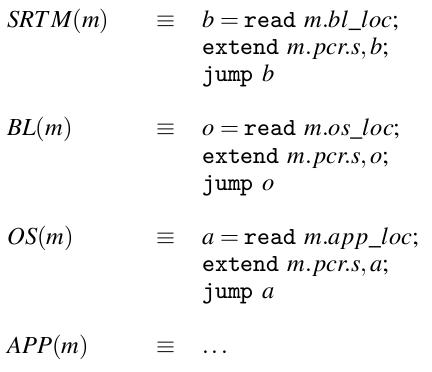 SRTM(m) ≡ b = read m.bl_loc;
extend m.pcr.s, b;
jump b
BL(m) ≡ o = read m.os_loc;
extend m.pcr.s, o;
jump o
OS(m) ≡ a = read m.app_loc;
extend m.pcr.s, a;
jump a
APP(m) ≡ ...